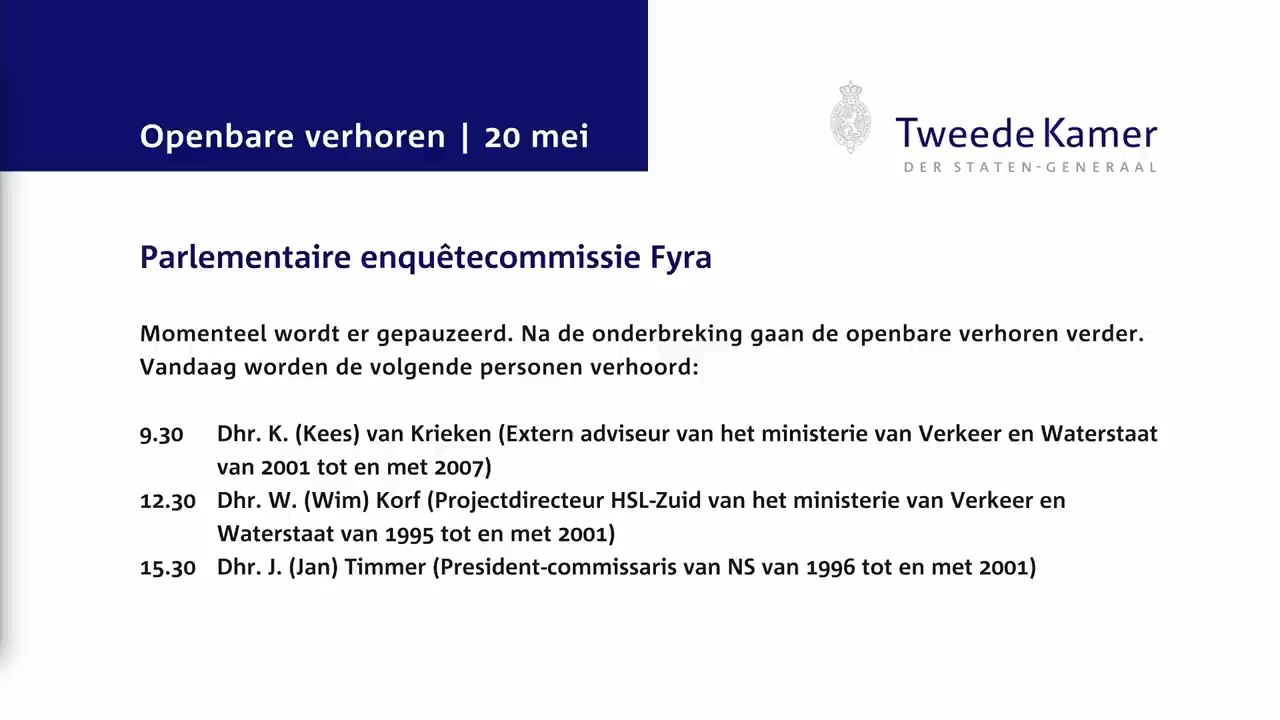 Openbare verhoren | 20 mei
Tweede Kamer
DER STATEN-GENERAAL
Parlementaire enquêtecommissie Fyra
Momenteel wordt er gepauzeerd. Na de onderbreking gaan de openbare verhoren verder.
Vandaag worden de volgende personen verhoord:
9.30 Dhr. K. (Kees) van Krieken (Extern adviseur van het ministerie van Verkeer en Waterstaat
van 2001 tot en met 2007)
12.30 Dhr. W. (Wim) Korf (Projectdirecteur HSL-Zuid van het ministerie van Verkeer en
Waterstaat van 1995 tot en met 2001)
15.30 Dhr. J. (Jan) Timmer (President-commissaris van NS van 1996 tot en met 2001)